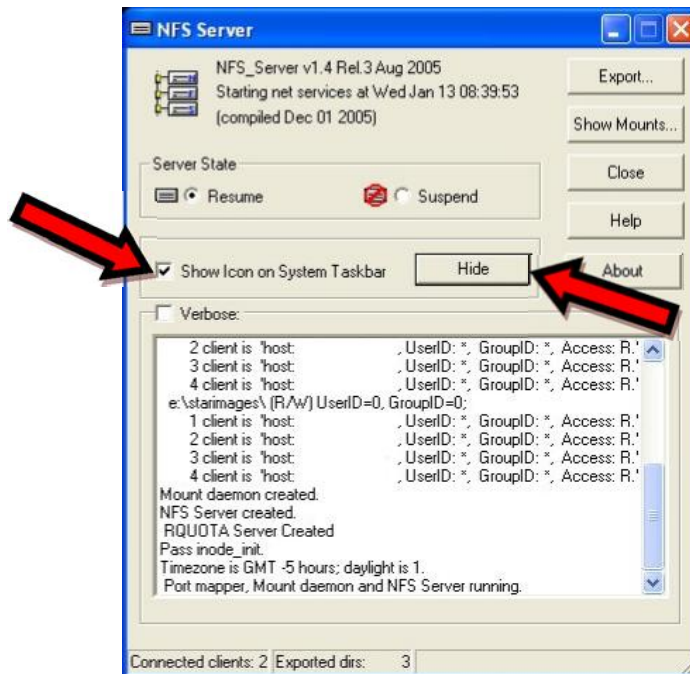 NFS Server
NFS_Server v1.4 Rel.3 Aug 2005
Starting net services at Wed Jan 13 08:39:53
(compiled Dec 01 2005)
Export...
Show Mounts...
Close
Help
About
Server State
Resume
Suspend
Show Icon on System Taskbar
Hide
Verbose:
2 client is 'host: , UserID: *, GroupID: *, Access: R.'
3 client is 'host: , UserID: *, GroupID: *, Access: R.'
4 client is 'host: , UserID: *, GroupID: *, Access: R.'
e:\starimages\ (R/W) UserID=0, GroupID=0;
1 client is 'host: , UserID: *, GroupID: *, Access: R.'
2 client is 'host: , UserID: *, GroupID: *, Access: R.'
3 client is 'host: , UserID: *, GroupID: *, Access: R.'
4 client is 'host: , UserID: *, GroupID: *, Access: R.'
Mount daemon created.
NFS Server created.
RQUOTA Server Created
Pass inode_init.
Timezone is GMT -5 hours; daylight is 1.
Port mapper, Mount daemon and NFS Server running.
Connected clients: 2 Exported dirs: 3